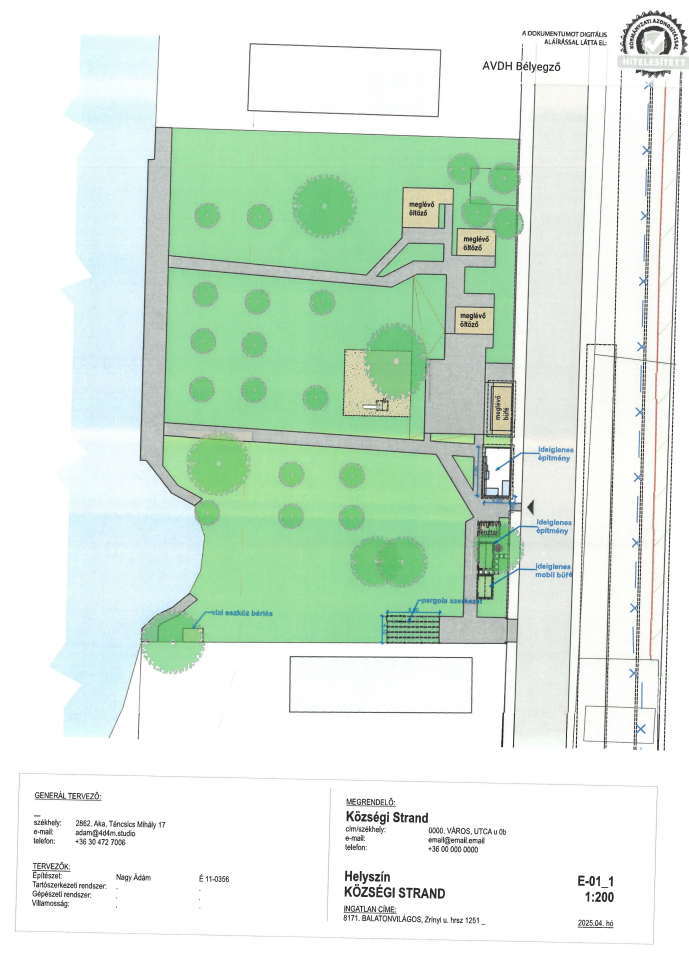 A DOKUMENTUMOT DIGITÁLIS
ALÁÍRÁSSAL LÁTTA EL:
KORMÁNYZATI AZONOSÍTÁSSAL
HITELESÍTETT
AVDH Bélyegző
meglévő
öltöző
meglévő
öltöző
meglévő
öltöző
meglévő
büfé
ideiglenes
építmény
ideiglenes
építmény
ideiglenes
mobil büfé
pergola szerkezet
vízi eszköz bérlés
GENERÁL TERVEZŐ:
székhely: 2862. Aka, Táncsics Mihály 17
e-mail: adam@4d4m.studio
telefon: +36 30 472 7006
TERVEZŐK:
Építészet: Nagy Ádám É 11-0356
Tartószerkezeti rendszer: . .
Gépészeti rendszer: . .
Villamosság: . .
MEGRENDELŐ:
Községi Strand
cím/székhely: 0000. VÁROS, UTCA u 0b
e-mail: email@email.email
telefon: +36 00 000 0000
Helyszín E-01_1
KÖZSÉGI STRAND 1:200
INGATLAN CÍME:
8171. BALATONVILÁGOS, Zrínyi u. hrsz 1251 _ 2025.04. hó